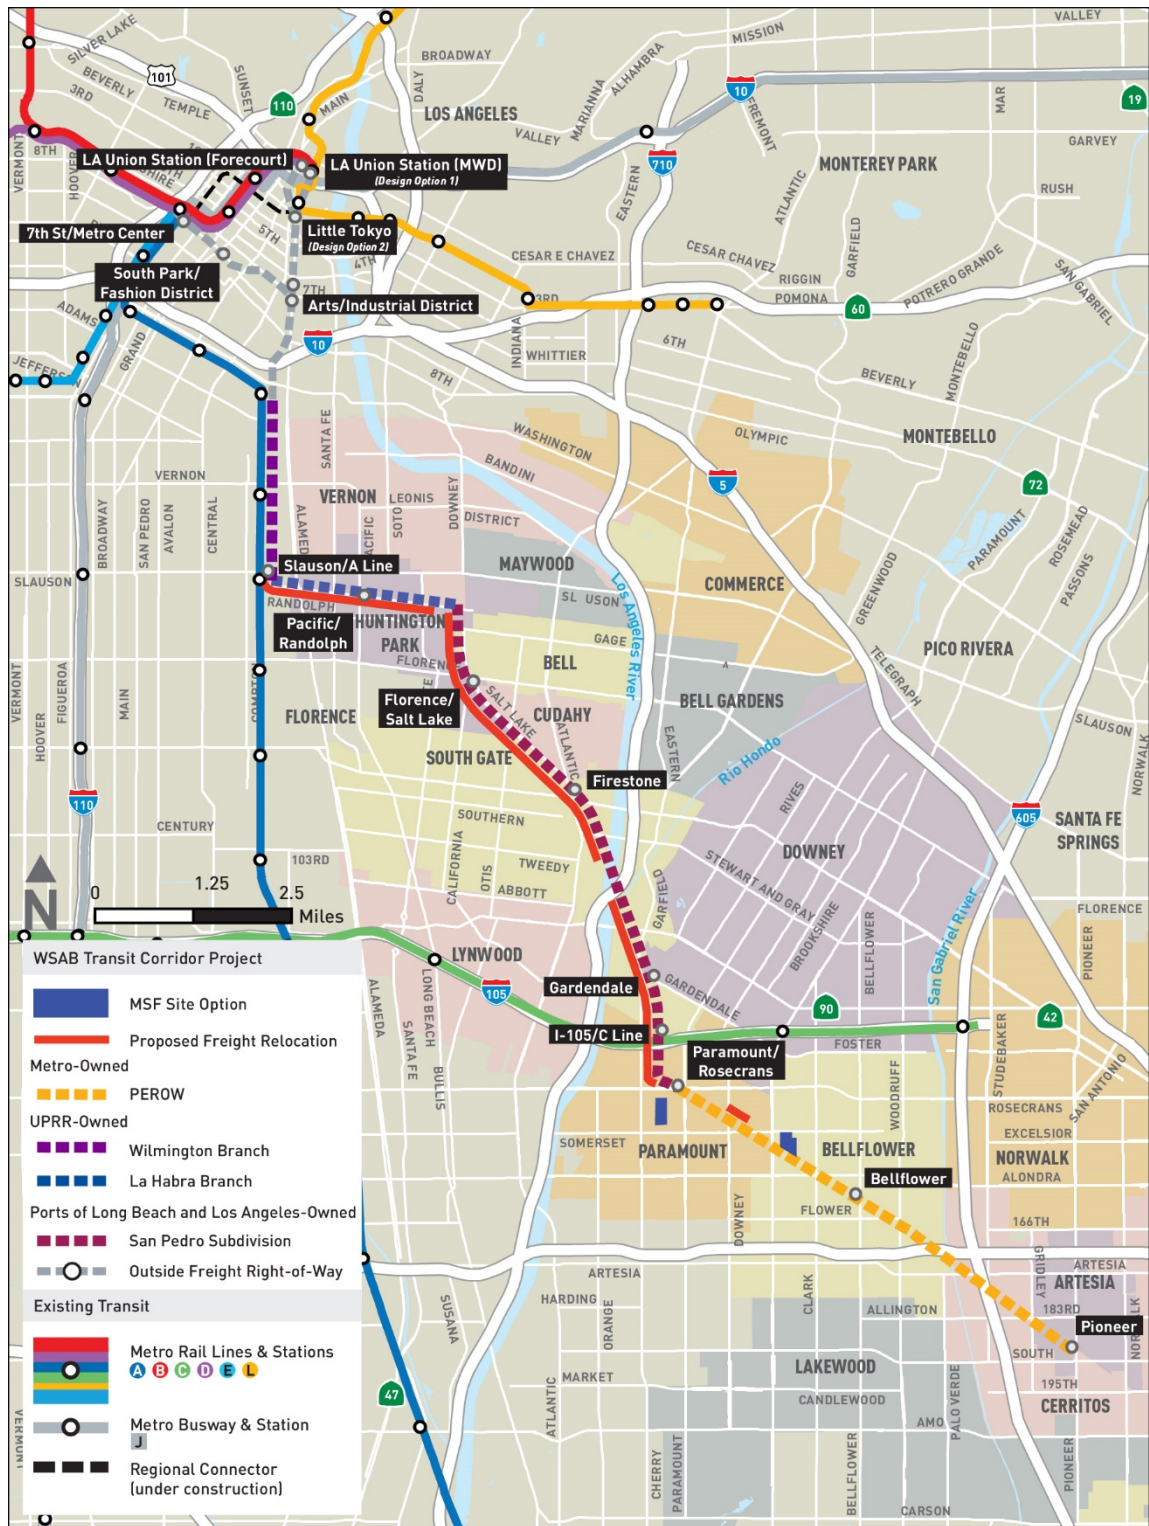 VALLEY
SILVER LAKE
BROADWAY
MISSION
101
SUNSET
BEVERLY
3RD
TEMPLE
110
MAIN
DALY
LOS ANGELES
MARIANNA
ALHAMBRA
10
FREMONT
MAR
19
VALLEY
GARVEY
VERMONT
8TH
HOOVER
LA Union Station (Forecourt)
LA Union Station (MWD)
(Design Option 1)
710
EASTERN
ATLANTIC
MONTEREY PARK
RUSH
7th St/Metro Center
5TH
Little Tokyo
(Design Option 2)
4TH
CESAR E CHAVEZ
CESAR CHAVEZ
GARFIELD
RIGGIN
POTRERO GRANDE
SAN GABRIEL
South Park/
Fashion District
7TH
Arts/Industrial District
3RD
POMONA
60
ADAMS
GRAND
JEFFERSON
10
INDIANA
WHITTIER
6TH
8TH
BEVERLY
MONTEBELLO
SANTA FE
WASHINGTON
OLYMPIC
MONTEBELLO
BANDINI
5
72
VERNON
VERNON
LEONIS
DOWNEY
BROADWAY
SAN PEDRO
AVALON
CENTRAL
SOTO
DISTRICT
PARAMOUNT
ROSEMEAD
PASSONS
SLAUSON
Slauson/A Line
MAYWOOD
COMMERCE
GREENWOOD
RANDOLPH
Pacific/
Randolph
HUNTINGTON
PARK
SL USON
Los Angeles River
GAGE
BELL
PICO RIVERA
TELEGRAPH
VERMONT
HOOVER
FIGUEROA
MAIN
FLORENCE
Florence/
Salt Lake
SALT LAKE
CUDAHY
BELL GARDENS
SLAUSON
NORWALK
SOUTH GATE
ATLANTIC
EASTERN
Rio Hondo
Firestone
110
RIVES
605
SANTA FE
SPRINGS
CENTURY
SOUTHERN
103RD
CALIFORNIA
OTIS
TWEEDY
ABBOTT
DOWNEY
STEWART AND GRAY
BROOKSHIRE
GARFIELD
BELLFLOWER
San Gabriel River
FLORENCE
PIONEER
N
0
1.25
2.5
Miles
LYNWOOD
105
Gardendale
GARDENDALE
90
42
I-105/C Line
Paramount/
Rosecrans
FOSTER
STUDEBAKER
SAN ANTONIO
ALAMEDA
SANTA FE
LONG BEACH
BULLIS
WOODRUFF
ROSECRANS
EXCELSIOR
SOMERSET
PARAMOUNT
BELLFLOWER
NORWALK
ALONDRA
Bellflower
DOWNEY
FLOWER
166TH
ARTESIA
GRIDLEY
ARTESIA
ARTESIA
HARDING
ORANGE
CLARK
ALLINGTON
183RD
Pioneer
SUSANA
SOUTH
MARKET
LAKEWOOD
CANDLEWOOD
195TH
CERRITOS
47
ATLANTIC
AMO
PALO VERDE
CHERRY
PARAMOUNT
BELLFLOWER
PIONEER
CARSON
VERMONT
WSAB Transit Corridor Project
MSF Site Option
Proposed Freight Relocation
Metro-Owned
PEROW
UPRR-Owned
Wilmington Branch
La Habra Branch
Ports of Long Beach and Los Angeles-Owned
San Pedro Subdivision
Outside Freight Right-of-Way
Existing Transit
Metro Rail Lines & Stations
A B C D E L
Metro Busway & Station
J
Regional Connector
(under construction)